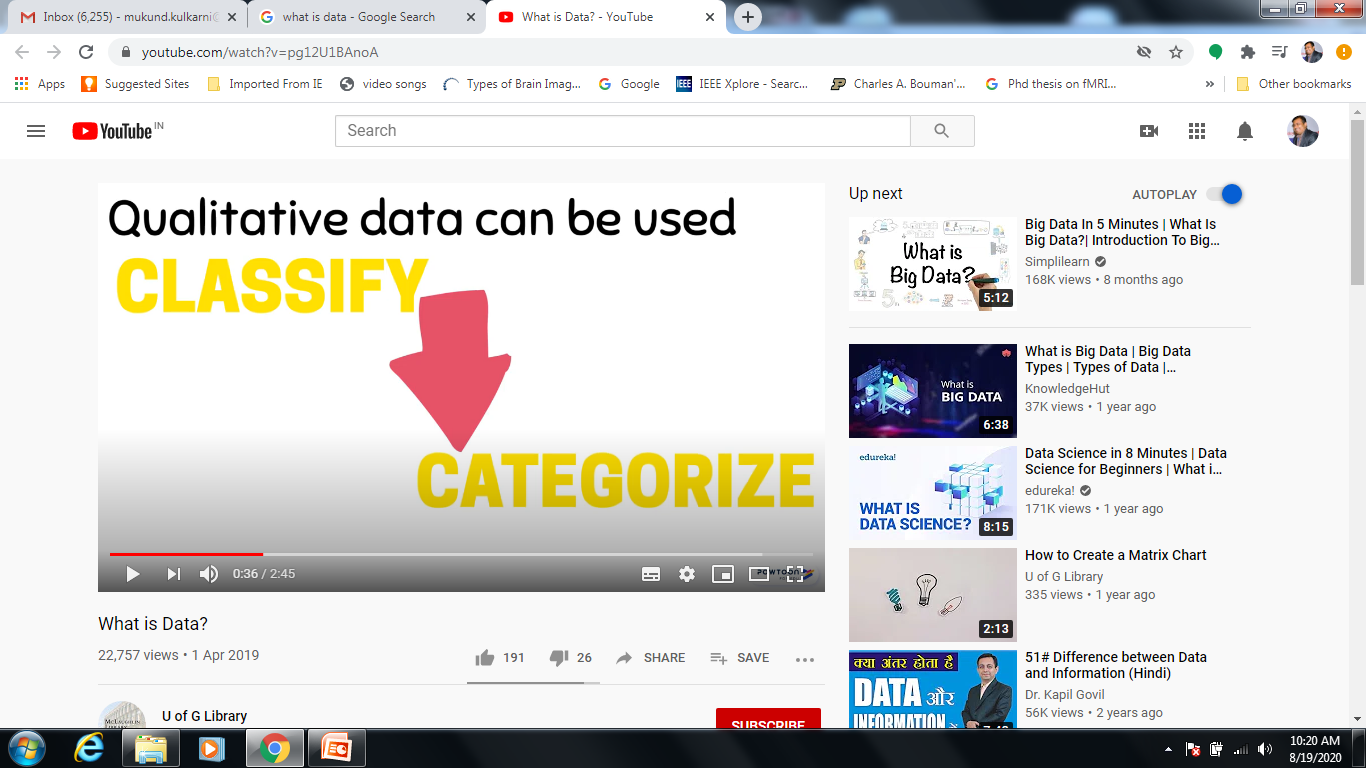 Inbox (6,255) - mukund.kulkarni@
what is data - Google Search
What is Data? - YouTube
youtube.com/watch?v=pg12U1BAnoA
Apps
Suggested Sites
Imported From IE
video songs
Types of Brain Imag...
Google
IEEE Xplore - Searc...
Charles A. Bouman'...
Phd thesis on fMRI...
»
Other bookmarks
YouTube IN
Search
Qualitative data can be used
CLASSIFY
CATEGORIZE
0:36 / 2:45
POWTOON
What is Data?
22,757 views • 1 Apr 2019
191
26
SHARE
SAVE
U of G Library
SUBSCRIBE
Up next
AUTOPLAY
What is
Big Data?
5:12
Big Data In 5 Minutes | What Is
Big Data?| Introduction To Big...
Simplilearn
168K views • 8 months ago
What is
BIG DATA
6:38
What is Big Data | Big Data
Types | Types of Data |...
KnowledgeHut
37K views • 1 year ago
edureka!
WHAT IS
DATA SCIENCE?
8:15
Data Science in 8 Minutes | Data
Science for Beginners | What i...
edureka!
171K views • 1 year ago
2:13
How to Create a Matrix Chart
U of G Library
335 views • 1 year ago
क्या अंतर होता है
DATA और
INFORMATION
51# Difference between Data
and Information (Hindi)
Dr. Kapil Govil
56K views • 2 years ago
10:20 AM
8/19/2020